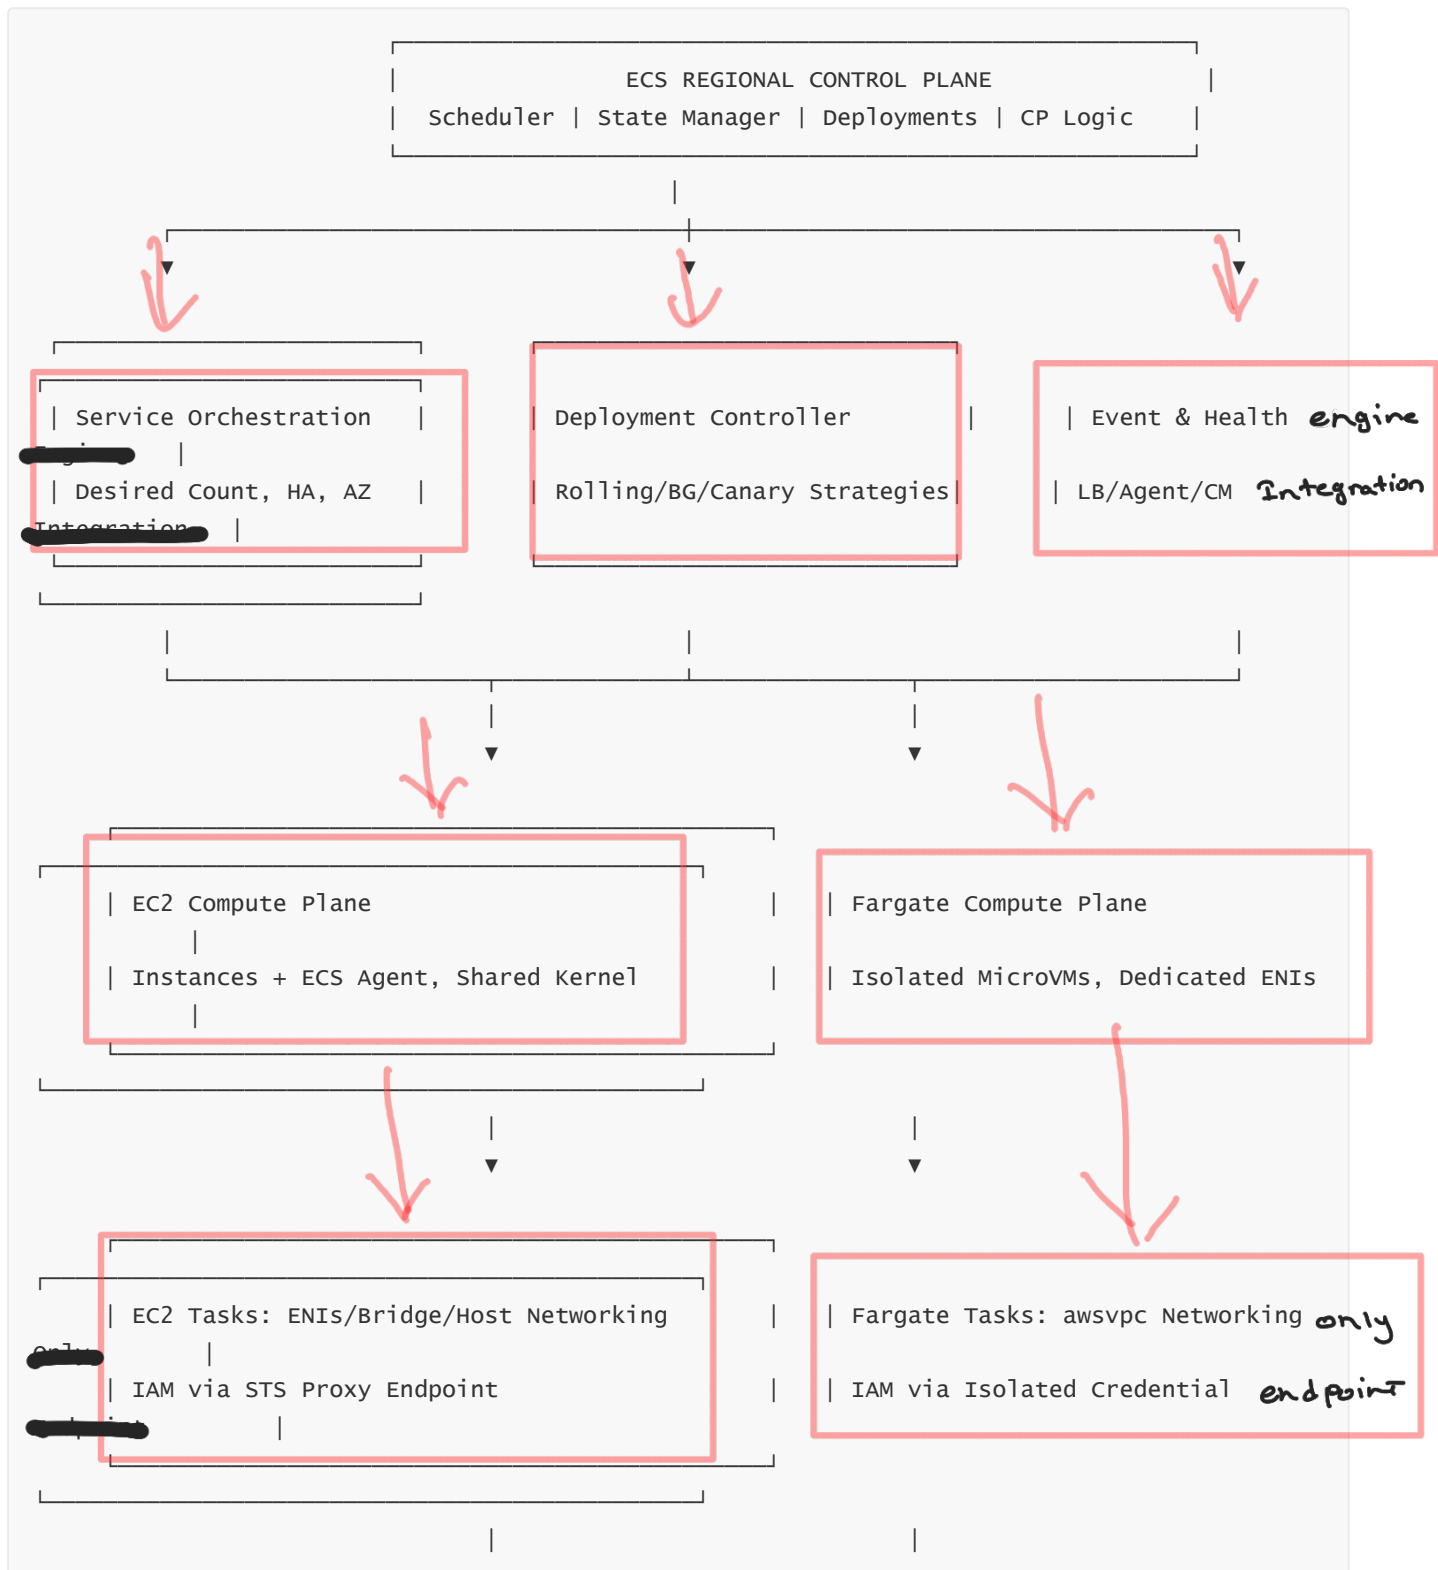 ECS REGIONAL CONTROL PLANE
Scheduler | State Manager | Deployments | CP Logic
Service Orchestration
Desired Count, HA, AZ
Deployment Controller
Rolling/BG/Canary Strategies
Event & Health engine
LB/Agent/CM Integration
EC2 Compute Plane
Instances + ECS Agent, Shared Kernel
Fargate Compute Plane
Isolated MicroVMs, Dedicated ENIs
EC2 Tasks: ENIs/Bridge/Host Networking
IAM via STS Proxy Endpoint
Fargate Tasks: awsvpc Networking only
IAM via Isolated Credential endpoint